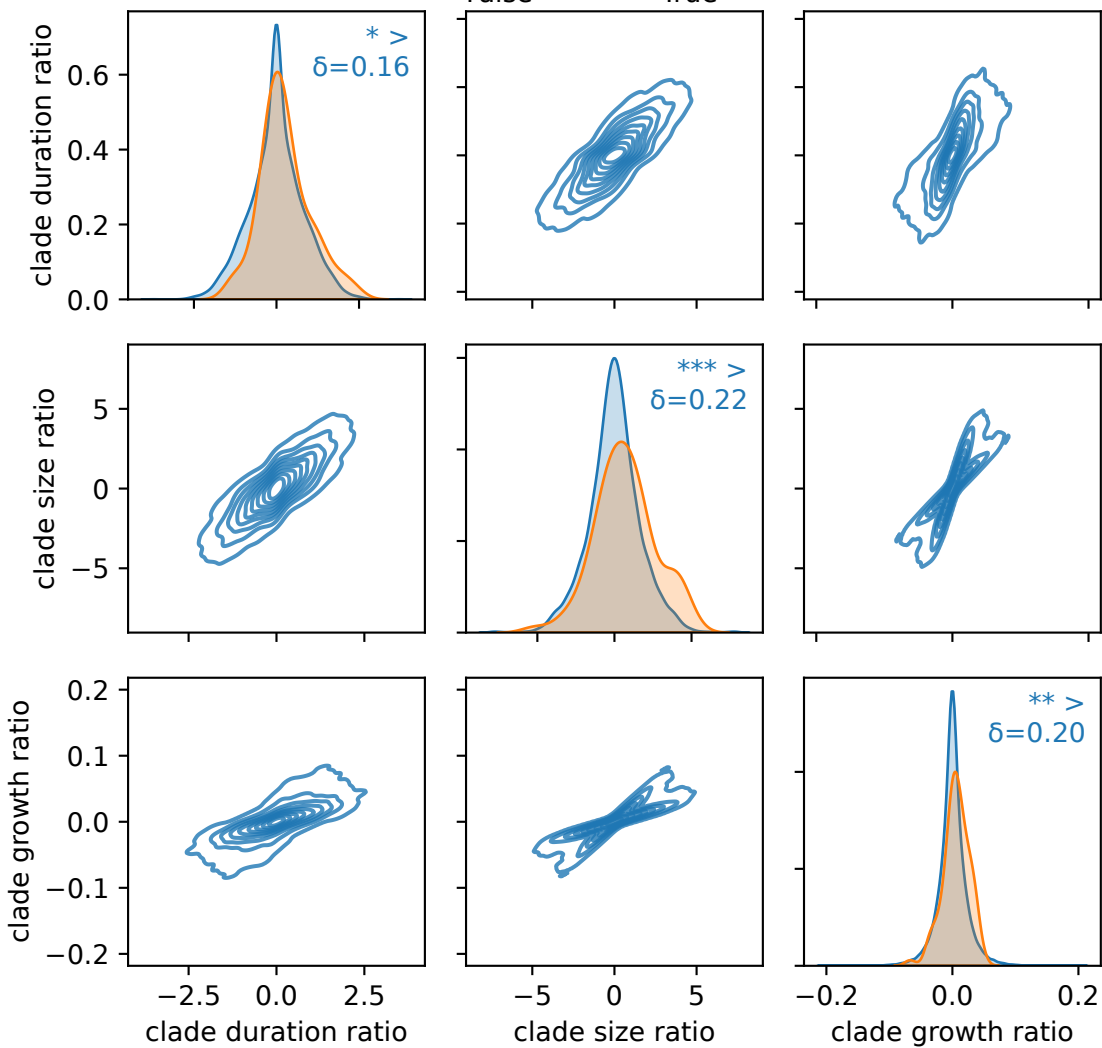 clade duration ratio
0.6
0.4
0.2
0.0
* >
δ=0.16
clade size ratio
5
0
−5
*** >
δ=0.22
clade growth ratio
0.2
0.1
0.0
−0.1
−0.2
** >
δ=0.20
−2.5 0.0 2.5
−5 0 5
−0.2 0.0 0.2
clade duration ratio
clade size ratio
clade growth ratio